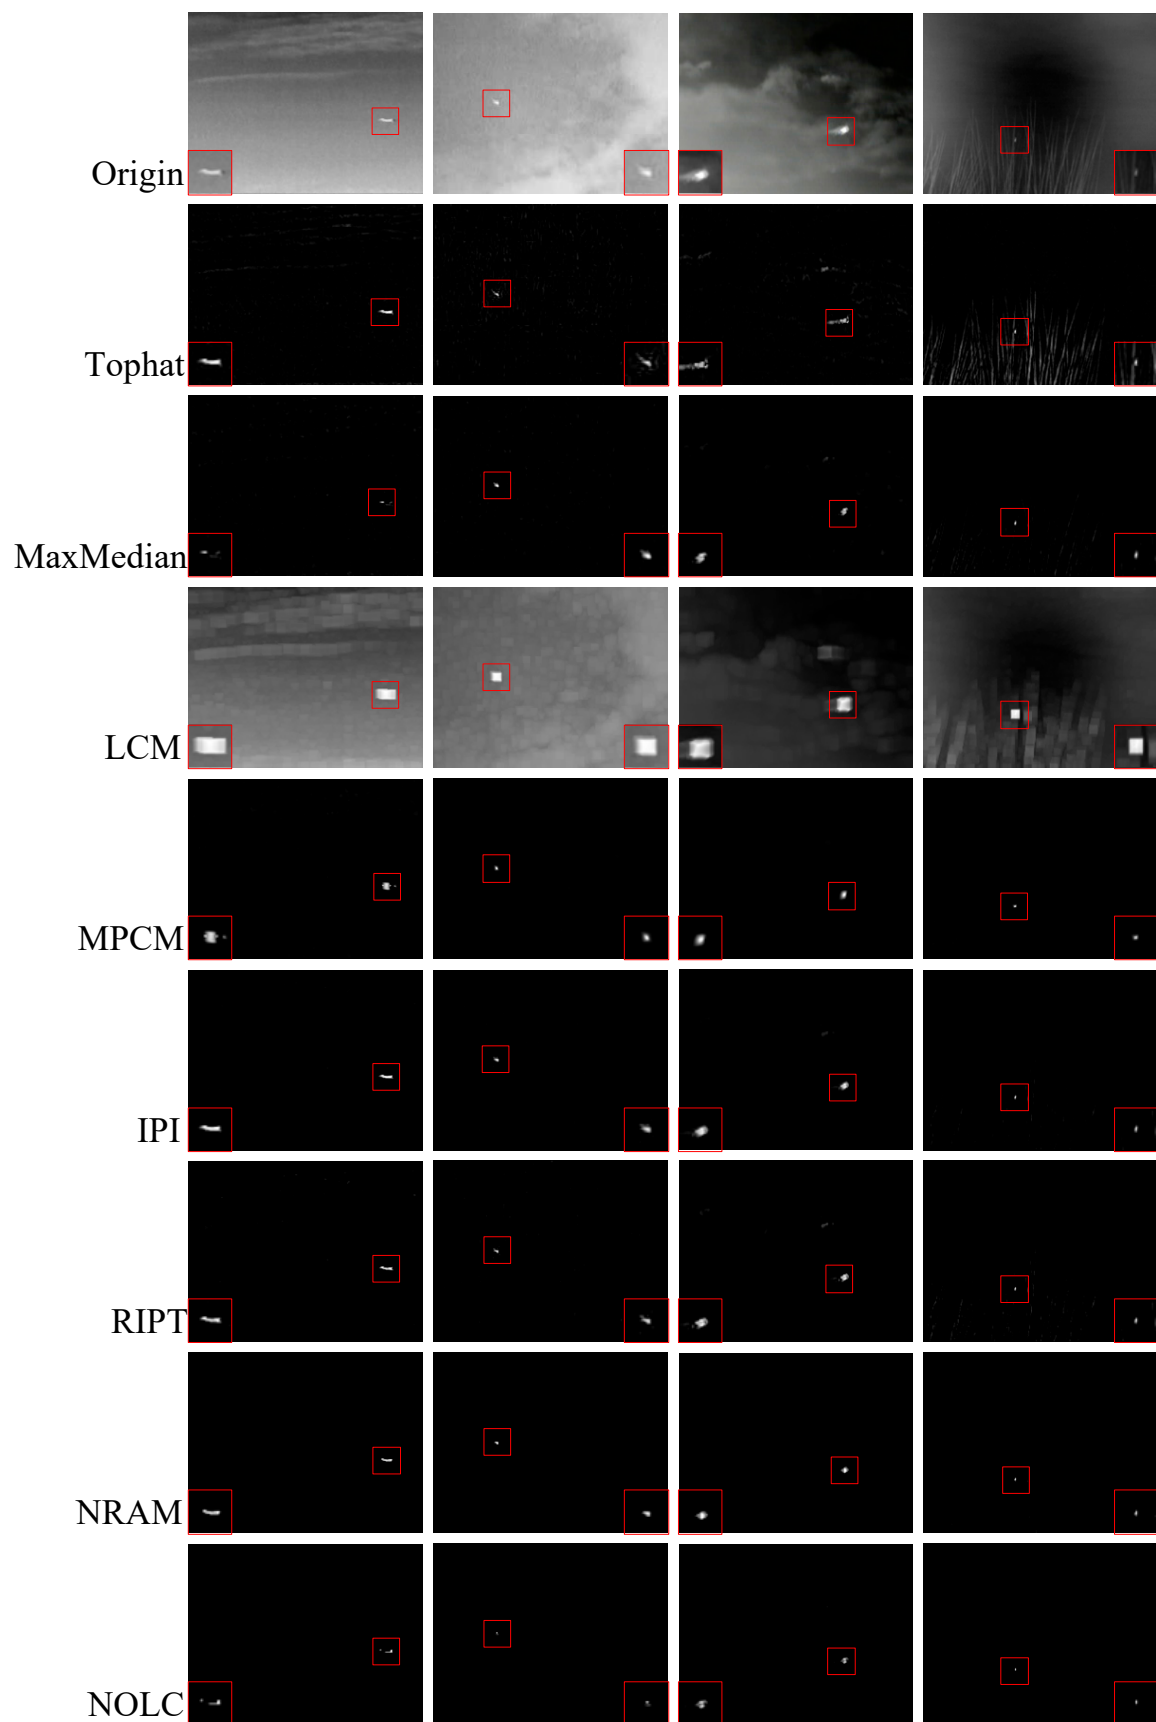 Origin
Tophat
MaxMedian
LCM
MPCM
IPI
RIPT
NRAM
NOLC